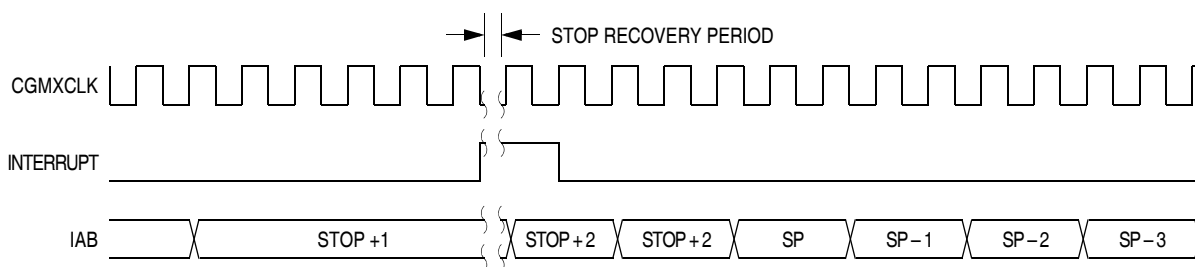 STOP RECOVERY PERIOD
CGMXCLK
INTERRUPT
IAB STOP +1 STOP + 2 STOP + 2 SP SP – 1 SP – 2 SP – 3